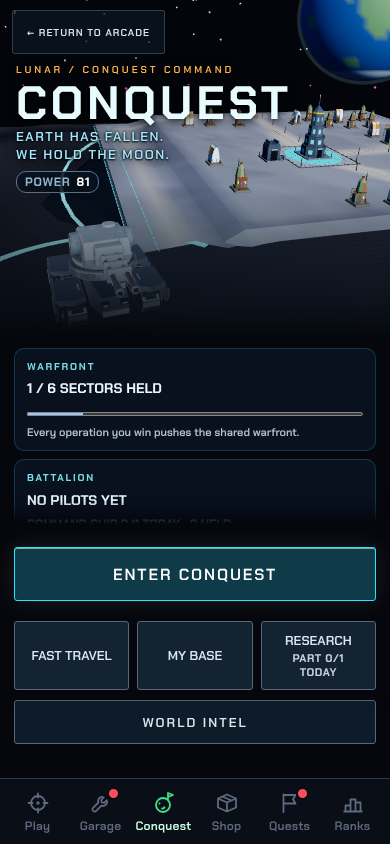 ← RETURN TO ARCADE
LUNAR / CONQUEST COMMAND
CONQUEST
EARTH HAS FALLEN.
WE HOLD THE MOON.
POWER 81
WARFRONT
1 / 6 SECTORS HELD
Every operation you win pushes the shared warfront.
BATTALION
NO PILOTS YET
ENTER CONQUEST
FAST TRAVEL
MY BASE
RESEARCH
PART 0/1
TODAY
WORLD INTEL
Play
Garage
Conquest
Shop
Quests
Ranks